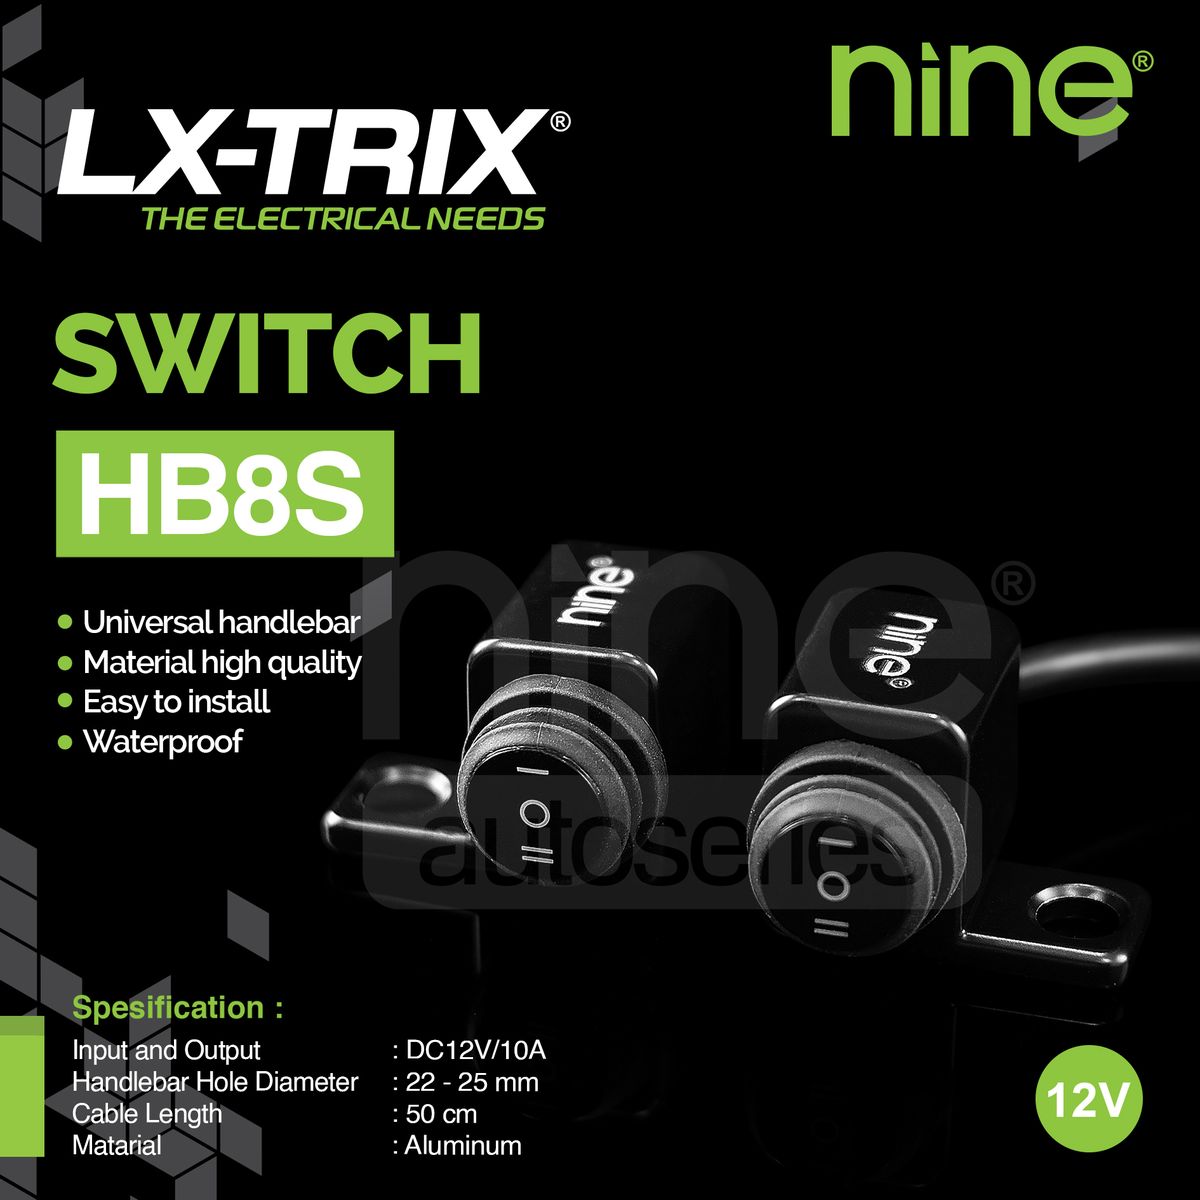 nine®
LX-TRIX®
THE ELECTRICAL NEEDS
SWITCH
HB8S
Universal handlebar
Material high quality
Easy to install
Waterproof
nine®
nine®
nine®
autoseries
I
O
II
I
O
II
Spesification :
Input and Output : DC12V/10A
Handlebar Hole Diameter : 22 - 25 mm
Cable Length : 50 cm
Matarial : Aluminum
12V